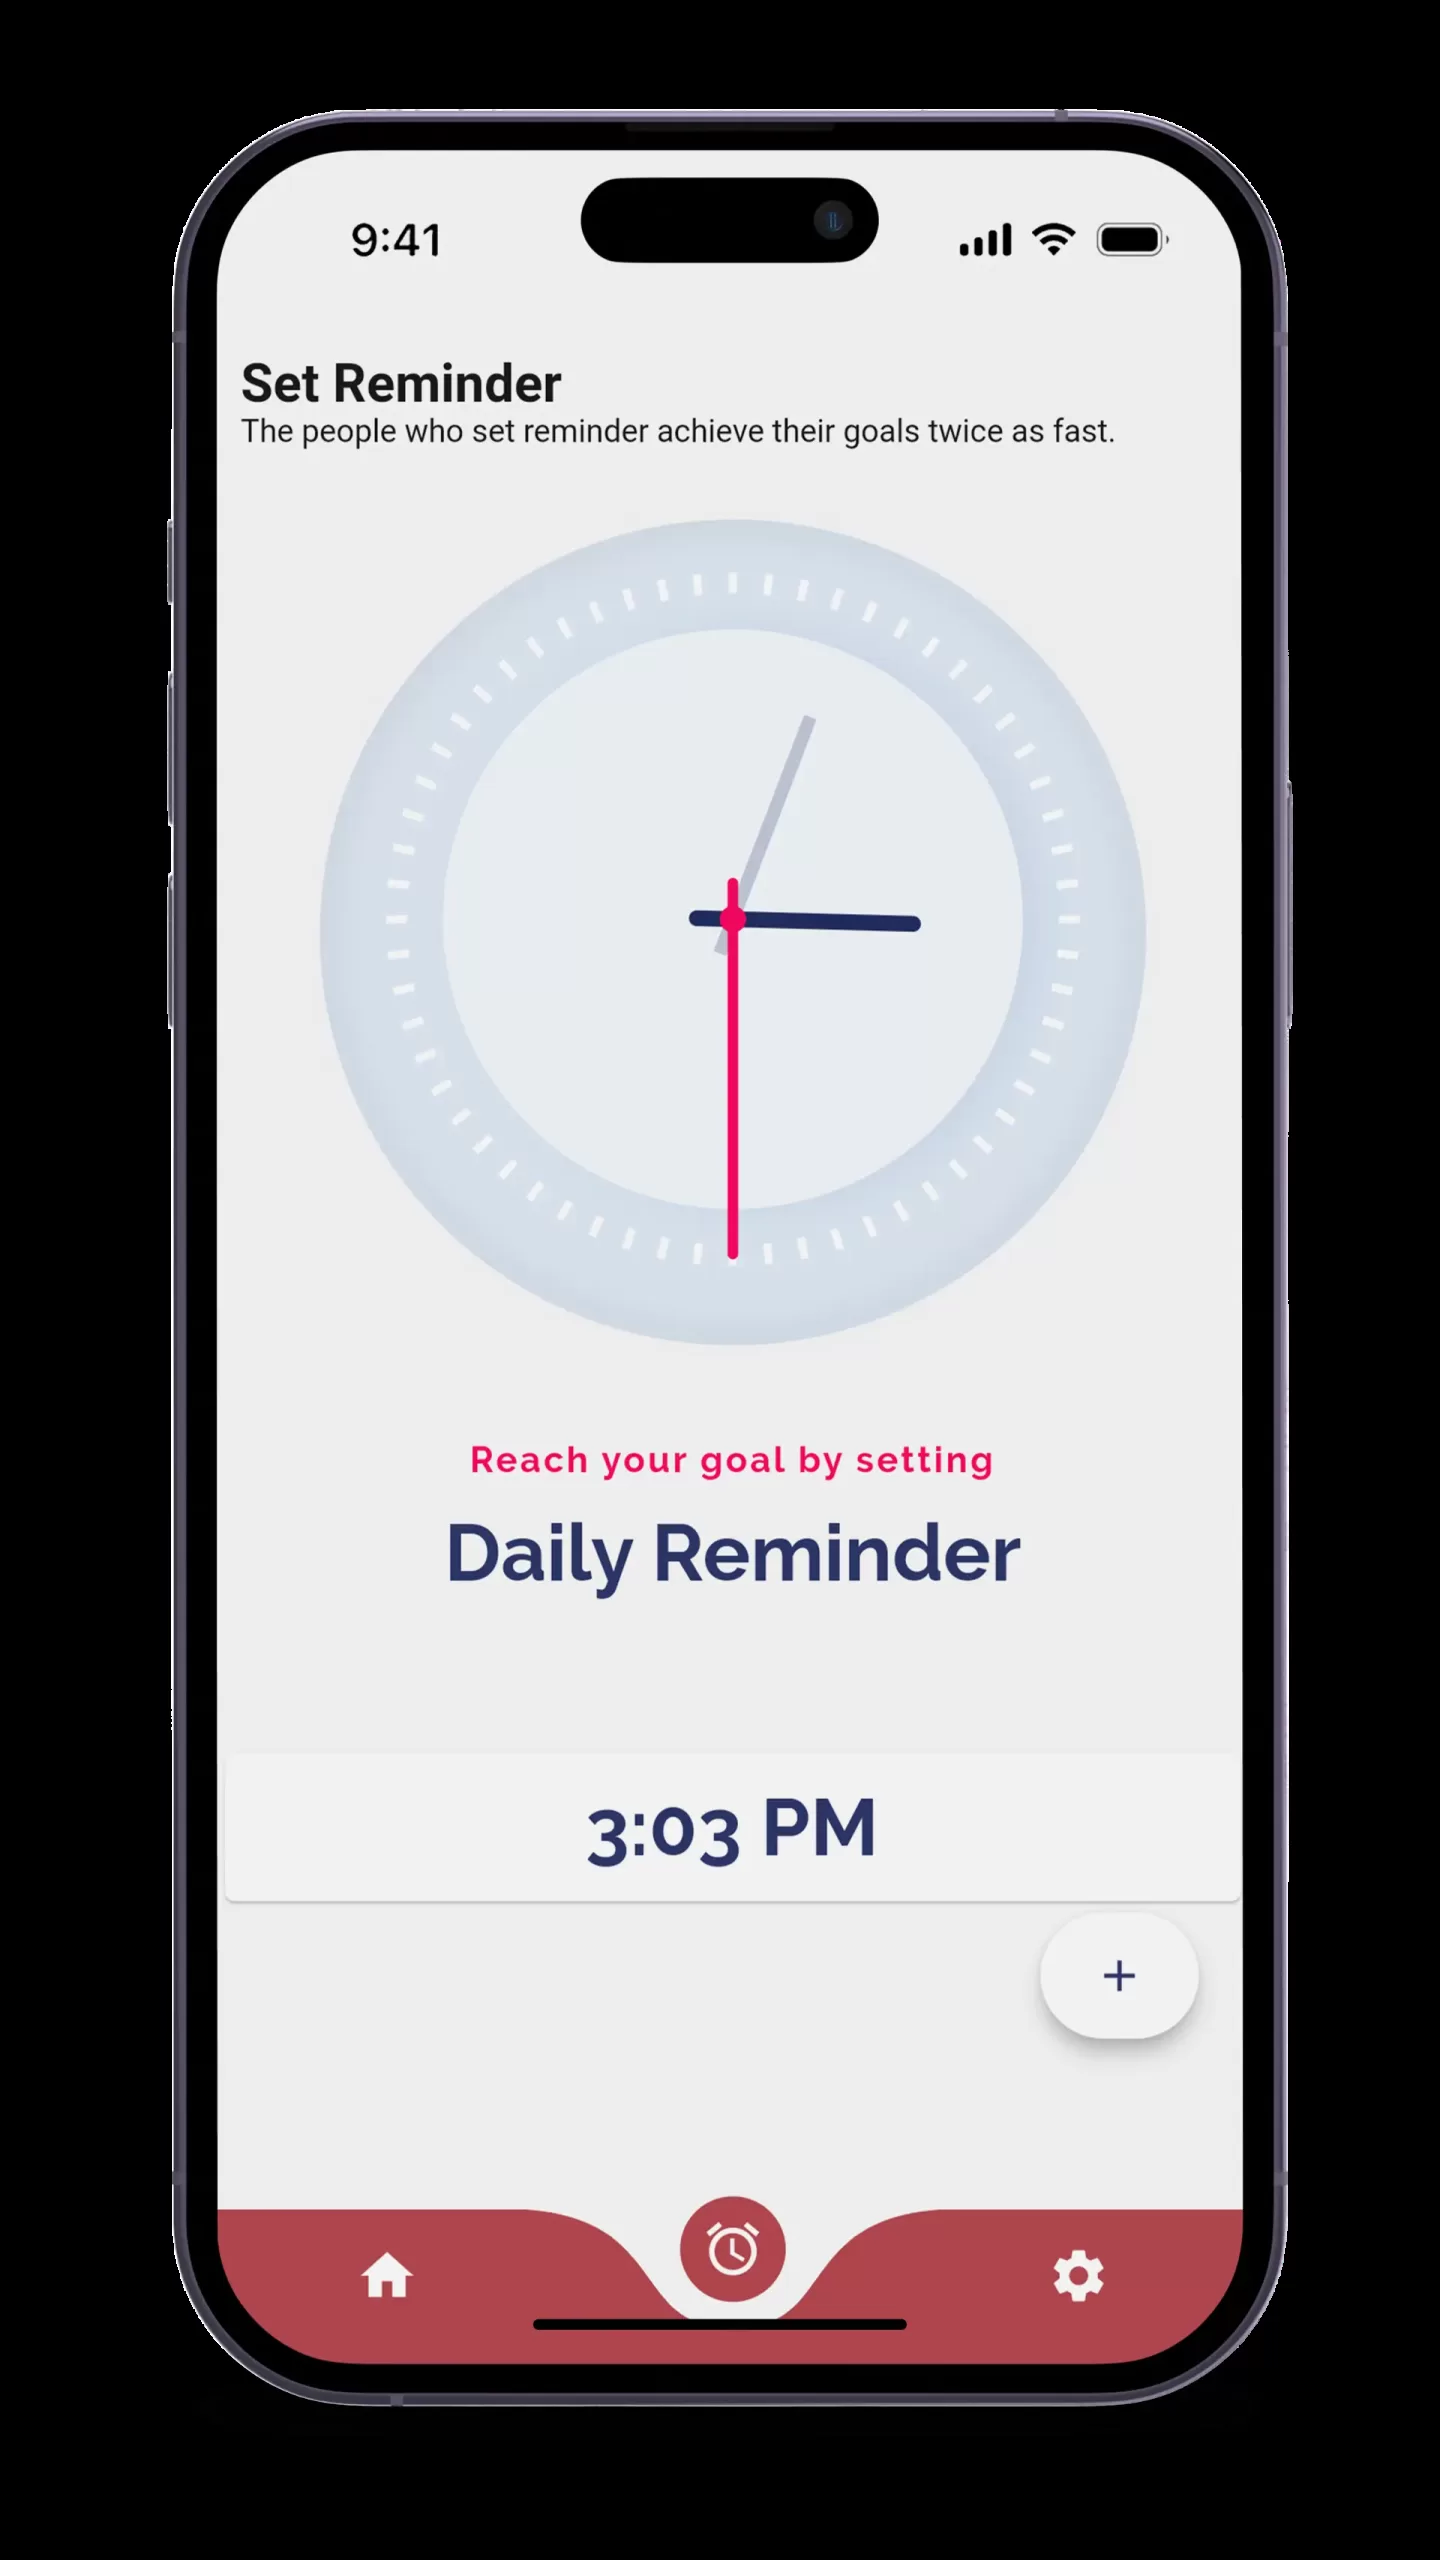 9:41
Set Reminder
The people who set reminder achieve their goals twice as fast.
Reach your goal by setting
Daily Reminder
3:03 PM
+